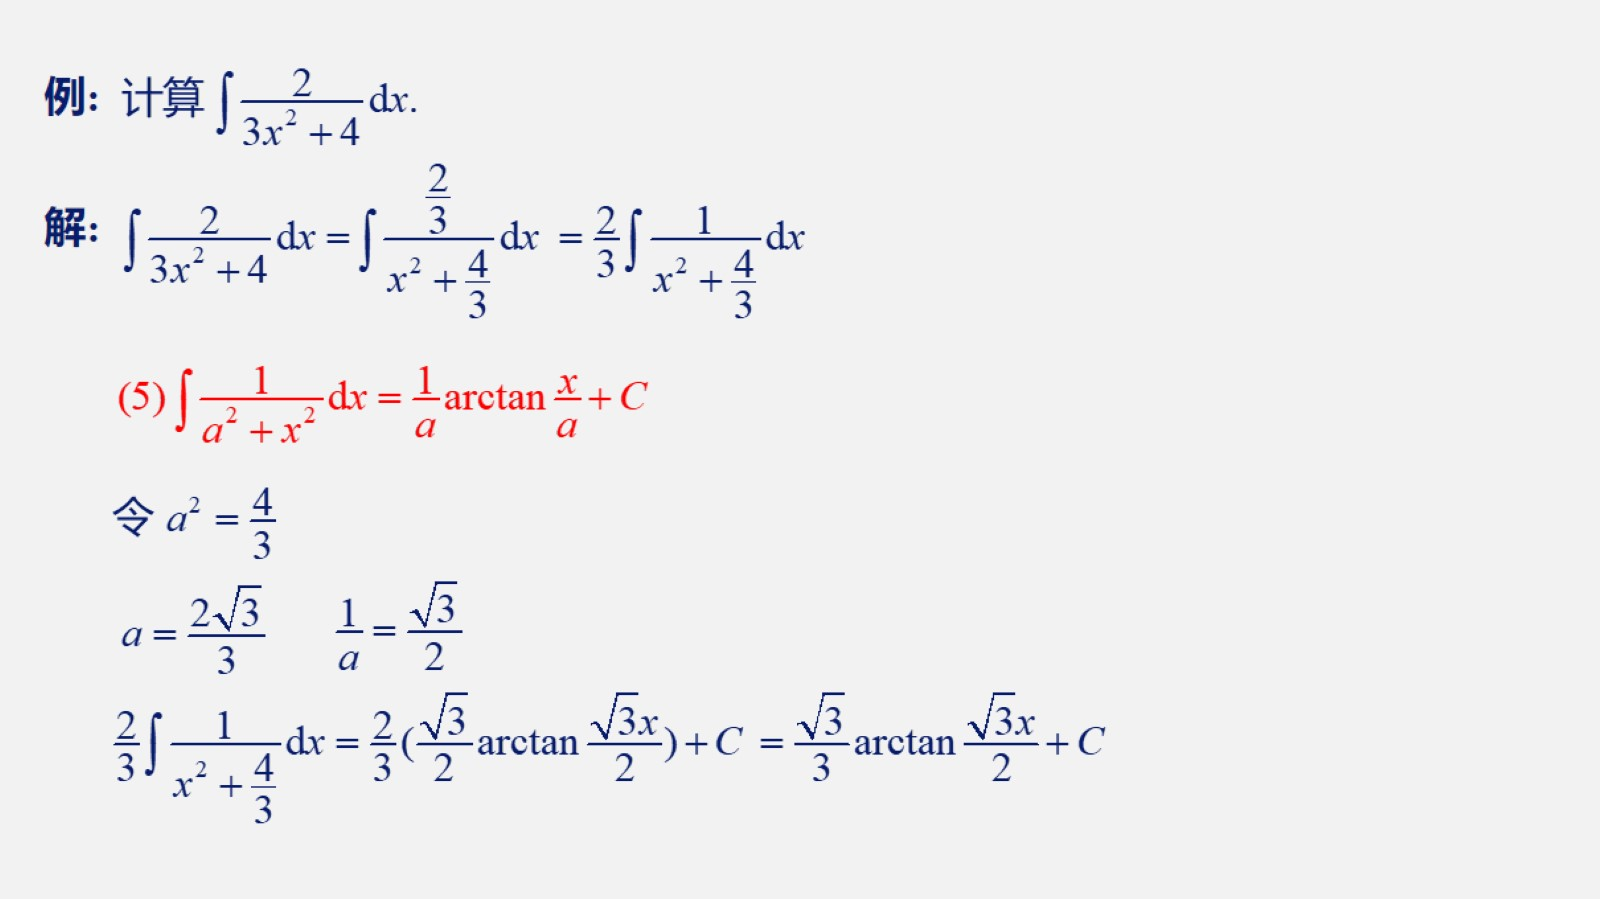 例: 计算 ∫ 2/(3x² + 4) dx.
解: ∫ 2/(3x² + 4) dx = ∫ (2/3)/(x² + 4/3) dx = 2/3 ∫ 1/(x² + 4/3) dx
(5) ∫ 1/(a² + x²) dx = 1/a arctan x/a + C
令 a² = 4/3
a = 2√3/3    1/a = √3/2
2/3 ∫ 1/(x² + 4/3) dx = 2/3 (√3/2 arctan √3x/2) + C = √3/3 arctan √3x/2 + C